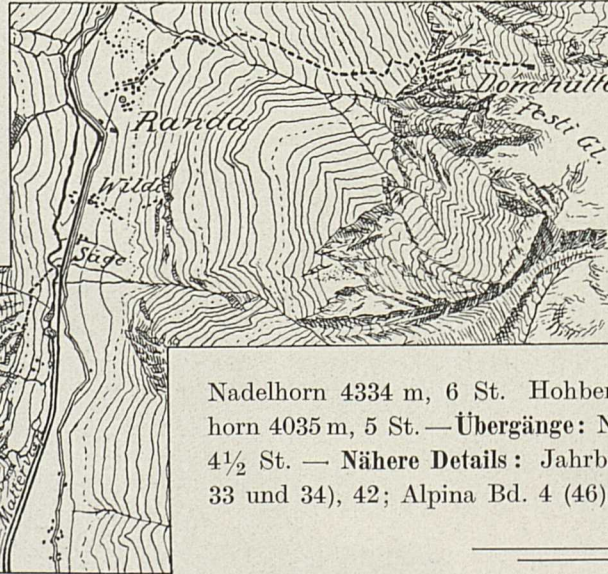 Domhütte
Festi Gl.
Randa
Wildi
Säge
Nadelhorn 4334 m, 6 St. Hohber
horn 4035 m, 5 St. — Übergänge: N
4½ St. — Nähere Details: Jahrb
33 und 34), 42; Alpina Bd. 4 (46)